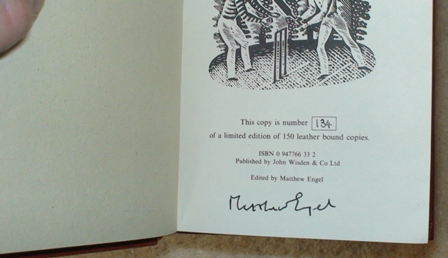 This copy is number 134
of a limited edition of 150 leather bound copies.
ISBN 0 947766 33 2
Published by John Wisden & Co Ltd
Edited by Matthew Engel
Matthew Engel